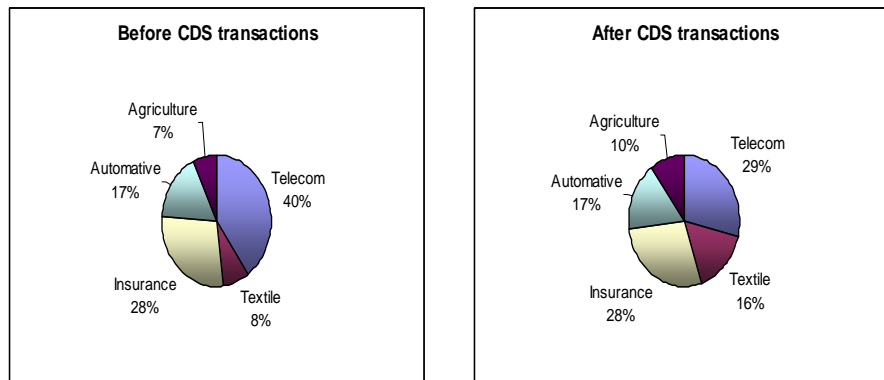 Before CDS transactions
Agriculture
7%
Automative
17%
Telecom
40%
Insurance
28%
Textile
8%
After CDS transactions
Agriculture
10%
Telecom
29%
Automative
17%
Insurance
28%
Textile
16%